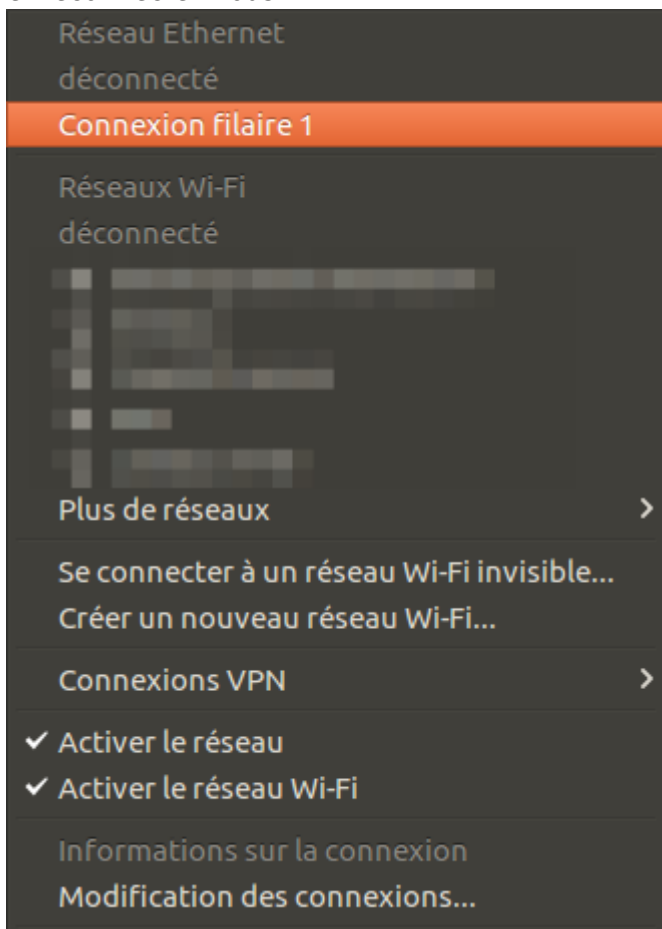 Réseau Ethernet
déconnecté
Connexion filaire 1
Réseaux Wi-Fi
déconnecté
Plus de réseaux
Se connecter à un réseau Wi-Fi invisible...
Créer un nouveau réseau Wi-Fi...
Connexions VPN
Activer le réseau
Activer le réseau Wi-Fi
Informations sur la connexion
Modification des connexions...